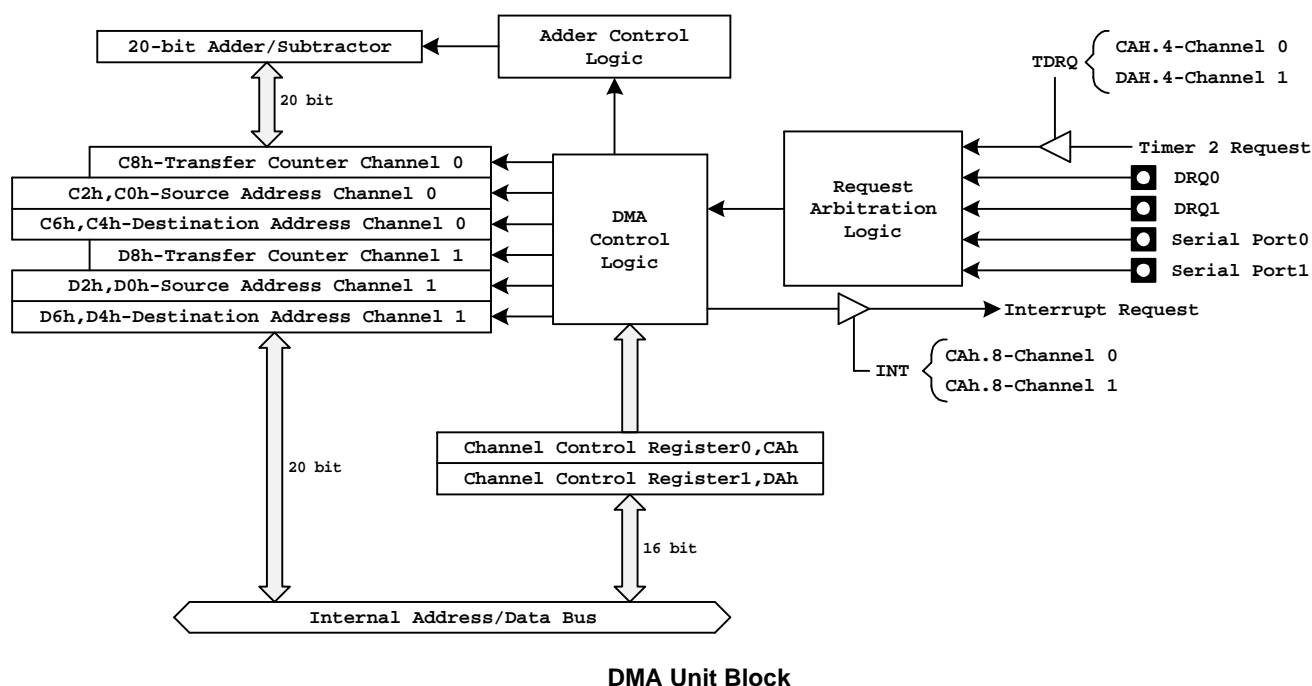 Adder Control
Logic
20-bit Adder/Subtractor
20 bit
TDRQ
CAH.4-Channel 0
DAH.4-Channel 1
C8h-Transfer Counter Channel 0
C2h,C0h-Source Address Channel 0
C6h,C4h-Destination Address Channel 0
D8h-Transfer Counter Channel 1
D2h,D0h-Source Address Channel 1
D6h,D4h-Destination Address Channel 1
DMA
Control
Logic
Request
Arbitration
Logic
Timer 2 Request
DRQ0
DRQ1
Serial Port0
Serial Port1
Interrupt Request
INT
CAh.8-Channel 0
CAh.8-Channel 1
Channel Control Register0,CAh
Channel Control Register1,DAh
20 bit
16 bit
Internal Address/Data Bus
DMA Unit Block